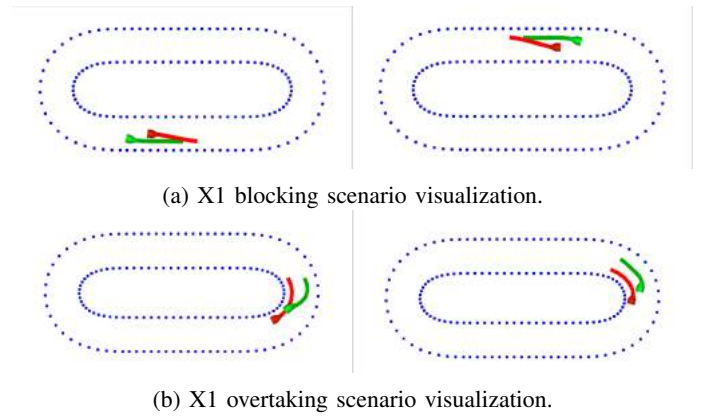 (a) X1 blocking scenario visualization.
(b) X1 overtaking scenario visualization.